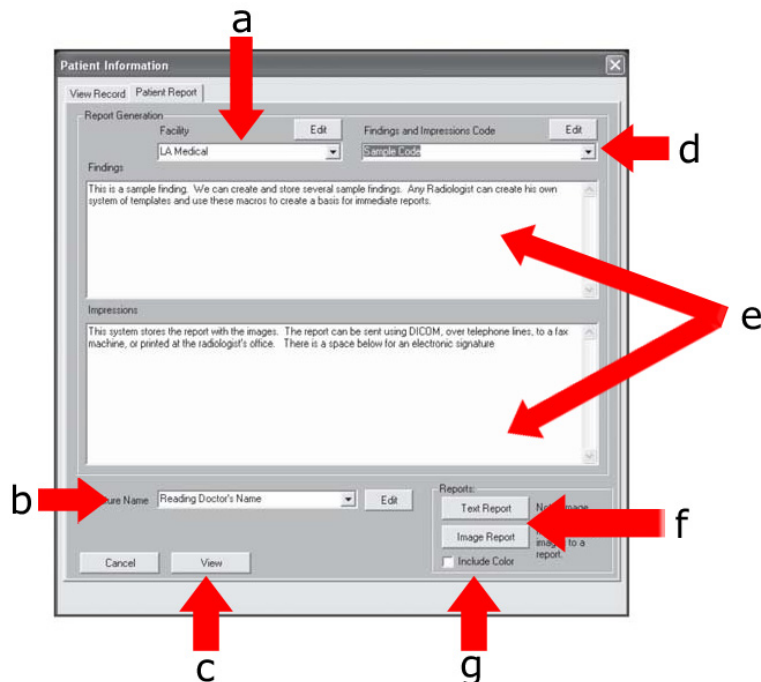 a
Patient Information
View Record Patient Report
Report Generation
Facility Edit Findings and Impressions Code Edit
LA Medical Sample Code
d
Findings
This is a sample finding. We can create and store several sample findings. Any Radiologist can create his own
system of templates and use these macros to create a basis for immediate reports.
e
Impressions
This system stores the report with the images. The report can be sent using DICOM, over telephone lines, to a fax
machine, or printed at the radiologist's office. There is a space below for an electronic signature
b
Name Reading Doctor's Name Edit
Reports:
Text Report
f
Image Report
images to a
report.
Include Color
Cancel View
c
g